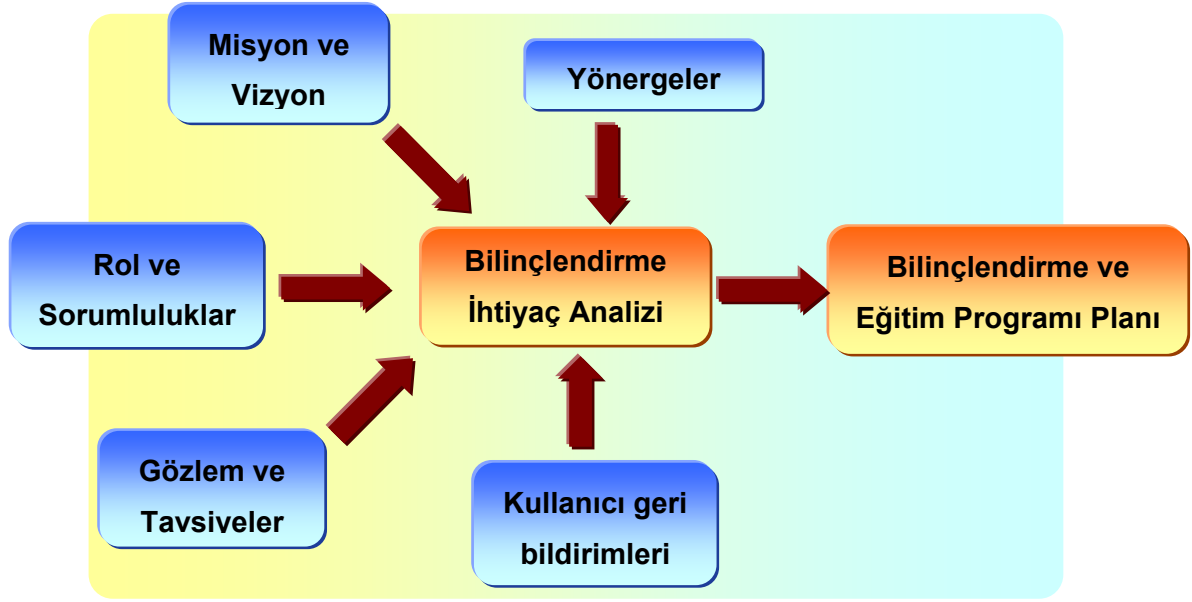 Misyon ve
Vizyon
Yönergeler
Rol ve
Sorumluluklar
Bilinçlendirme
İhtiyaç Analizi
Bilinçlendirme ve
Eğitim Programı Planı
Gözlem ve
Tavsiyeler
Kullanıcı geri
bildirimleri